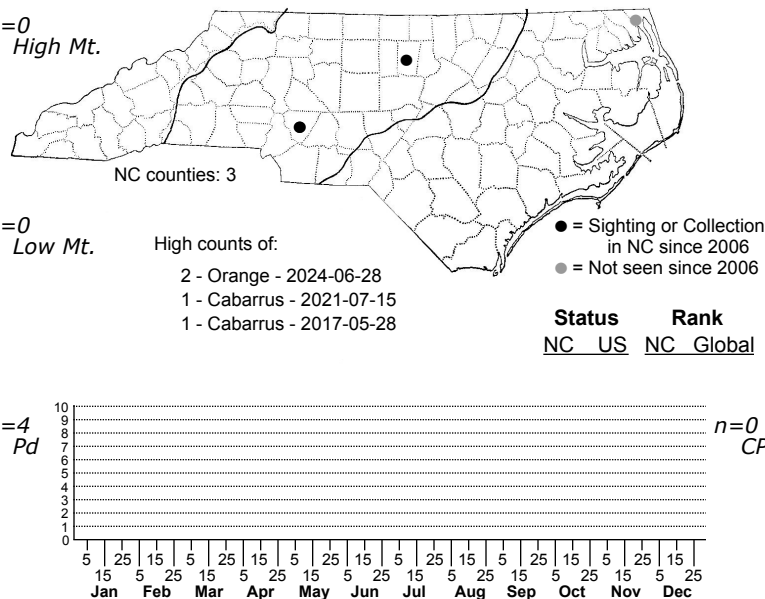 =0
High Mt.
NC counties: 3
=0
Low Mt.
High counts of:
2 - Orange - 2024-06-28
1 - Cabarrus - 2021-07-15
1 - Cabarrus - 2017-05-28
● = Sighting or Collection
in NC since 2006
● = Not seen since 2006
Status Rank
NC US NC Global
=4
Pd
n=0
CP
10
9
8
7
6
5
4
3
2
1
0
5 25 15 5 25 15 5 25 15 5 25 15 5 25 15 5 25 15
15 5 25 15 5 25 15 5 25 15 5 25 15 5 25 15 5 25
Jan Feb Mar Apr May Jun Jul Aug Sep Oct Nov Dec